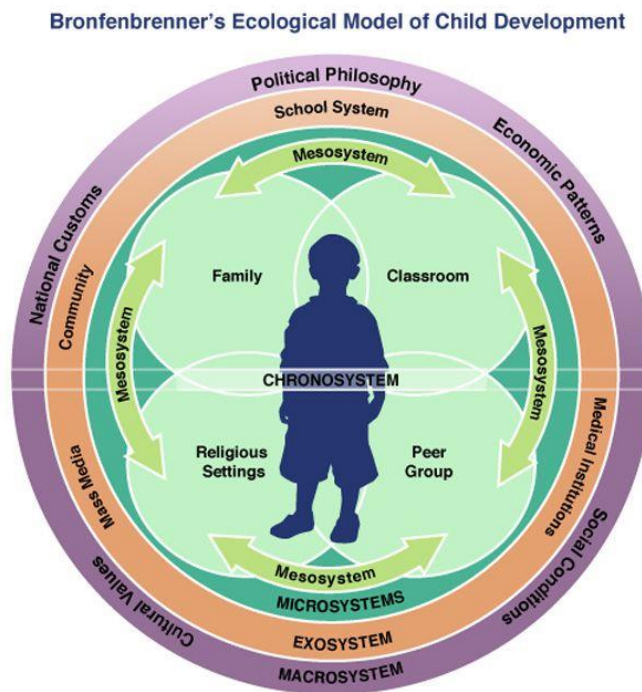 Bronfenbrenner's Ecological Model of Child Development
Political Philosophy
School System
Economic Patterns
National Customs
Community
Mesosystem
Family
Classroom
Mesosystem
Mesosystem
CHRONOSYSTEM
Religious
Settings
Peer
Group
Mass Media
Medical Institutions
Cultural Values
Social Conditions
Mesosystem
MICROSYSTEMS
EXOSYSTEM
MACROSYSTEM